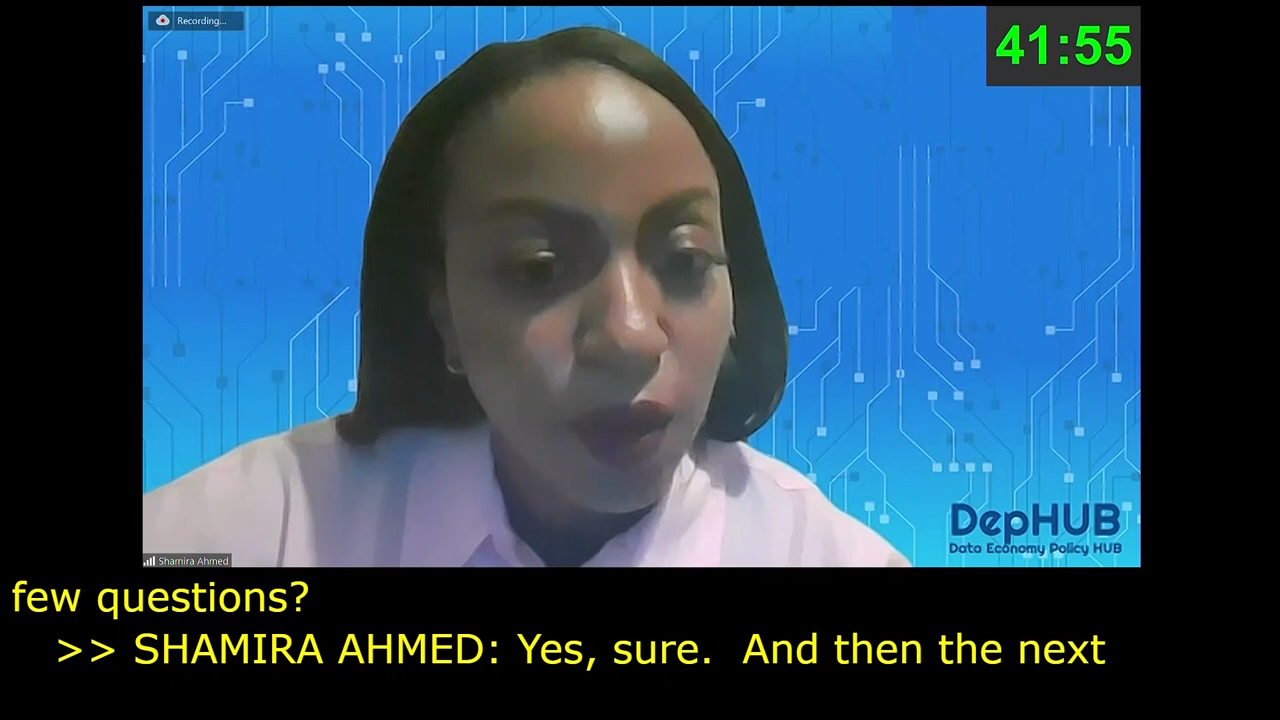 Recording...
41:55
DepHUB
Data Economy Policy HUB
Shamira Ahmed
few questions?
>> SHAMIRA AHMED: Yes, sure.  And then the next